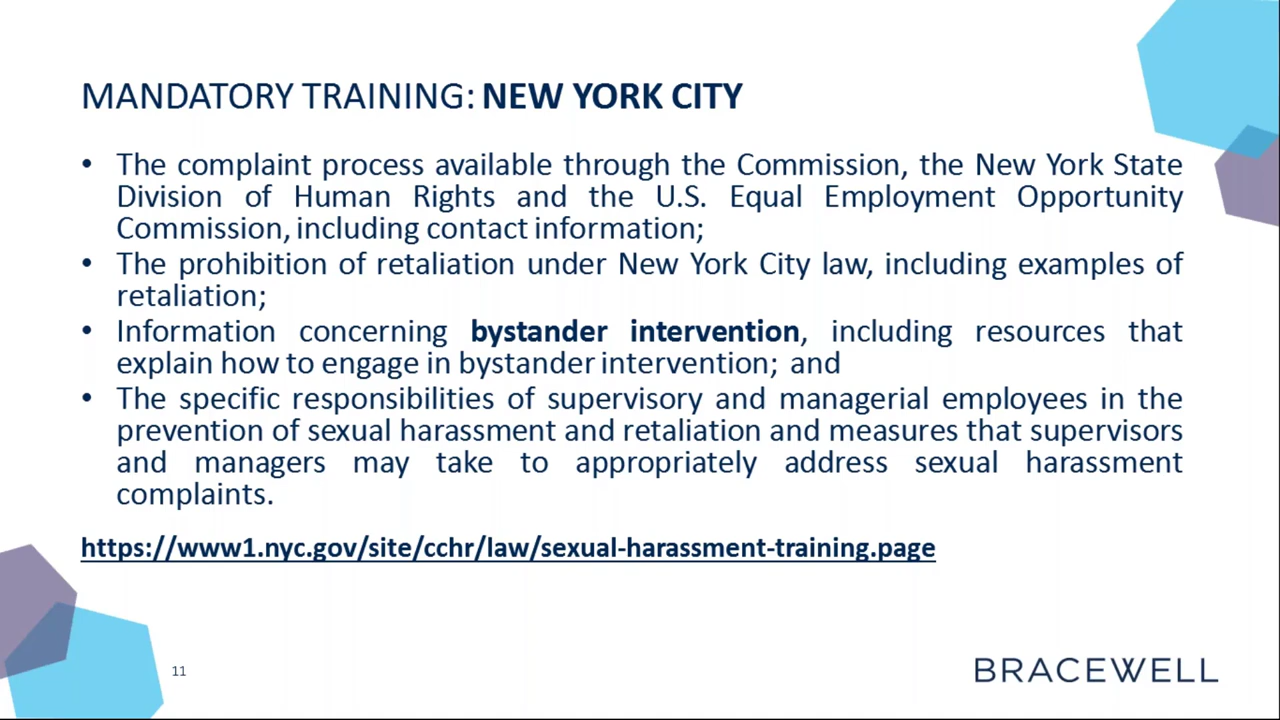 MANDATORY TRAINING: NEW YORK CITY
• The complaint process available through the Commission, the New York State
Division of Human Rights and the U.S. Equal Employment Opportunity
Commission, including contact information;
• The prohibition of retaliation under New York City law, including examples of
retaliation;
• Information concerning bystander intervention, including resources that
explain how to engage in bystander intervention; and
• The specific responsibilities of supervisory and managerial employees in the
prevention of sexual harassment and retaliation and measures that supervisors
and managers may take to appropriately address sexual harassment
complaints.
https://www1.nyc.gov/site/cchr/law/sexual-harassment-training.page
11
BRACEWELL